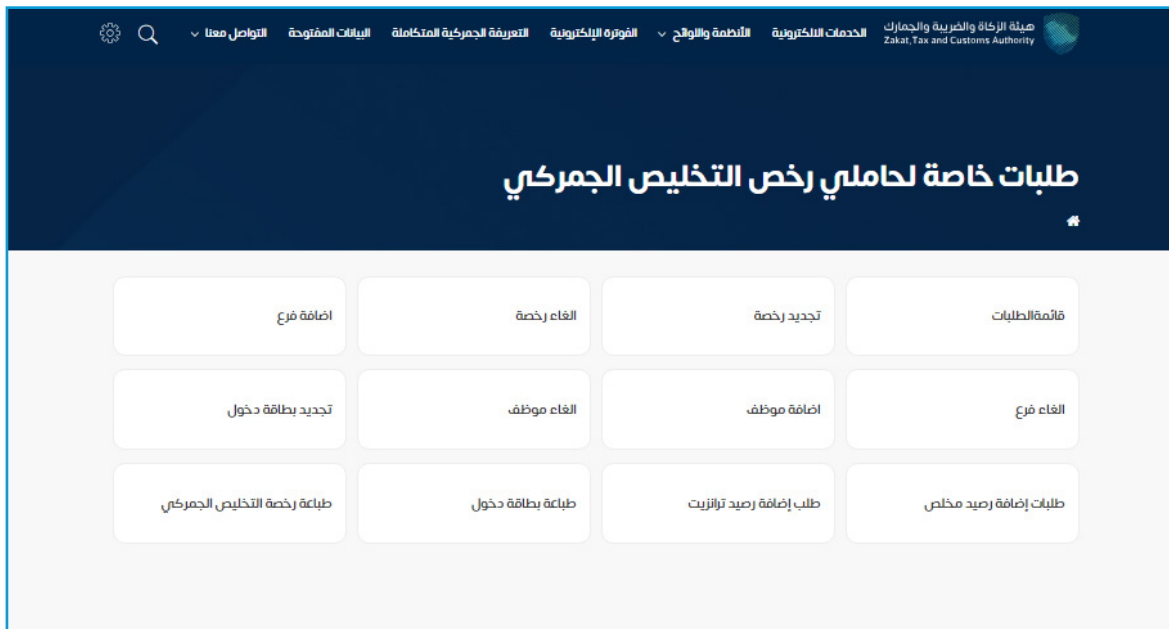 هيئة الزكاة والضريبة والجمارك
Zakat, Tax and Customs Authority
الخدمات الالكترونية
الأنظمة واللوائح
الفوترة الإلكترونية
التعريفة الجمركية المتكاملة
البيانات المفتوحة
التواصل معنا
طلبات خاصة لحاملي رخص التخليص الجمركي
قائمةالطلبات
تجديد رخصة
الغاء رخصة
اضافة فرع
الغاء فرع
اضافة موظف
الغاء موظف
تجديد بطاقة دخول
طلبات إضافة رصيد مخلص
طلب إضافة رصيد ترانزيت
طباعة بطاقة دخول
طباعة رخصة التخليص الجمركي